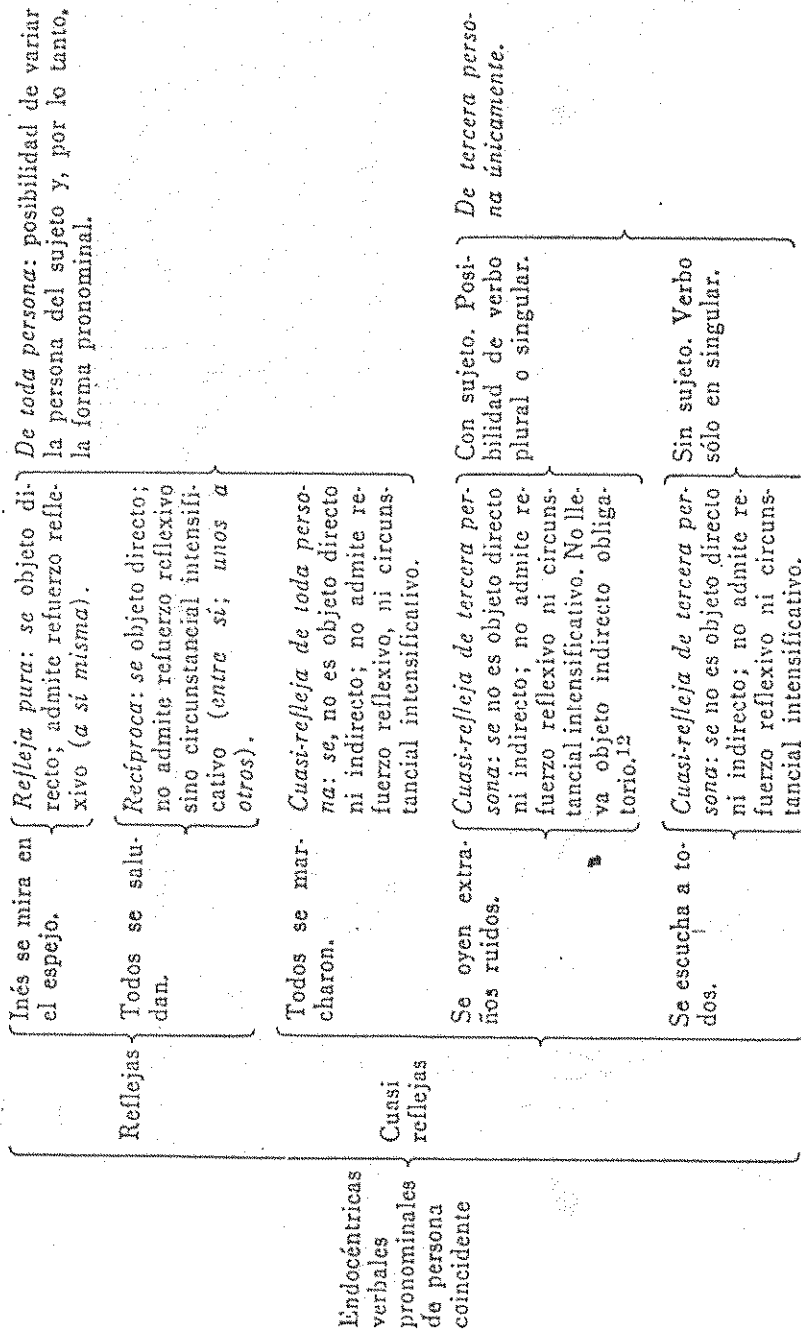 Endocéntricas
verbales
pronominales
de persona
coincidente
Reflejas
Inés se mira en
el espejo.
Refleja pura: se objeto di-
recto; admite refuerzo refle-
xivo (a sí misma).
Todos se salu-
dan.
Recíproca: se objeto directo;
no admite refuerzo reflexivo
sino circunstancial intensifi-
cativo (entre sí; unos a
otros).
De toda persona: posibilidad de variar
la persona del sujeto y, por lo tanto,
la forma pronominal.
Cuasi
reflejas
Todos se mar-
charon.
Cuasi-refleja de toda perso-
na: se, no es objeto directo
ni indirecto; no admite re-
fuerzo reflexivo, ni circuns-
tancial intensificativo.
Se oyen extra-
ños ruidos.
Cuasi-refleja de tercera per-
sona: se no es objeto directo
ni indirecto; no admite re-
fuerzo reflexivo ni circuns-
tancial intensificativo. No lle-
va objeto indirecto obliga-
torio.12
Con sujeto. Posi-
bilidad de verbo
plural o singular.
Se escucha a to-
dos.
Cuasi-refleja de tercera per-
sona: se no es objeto directo
ni indirecto; no admite re-
fuerzo reflexivo ni circuns-
tancial intensificativo.
Sin sujeto. Verbo
sólo en singular.
De tercera perso-
na únicamente.